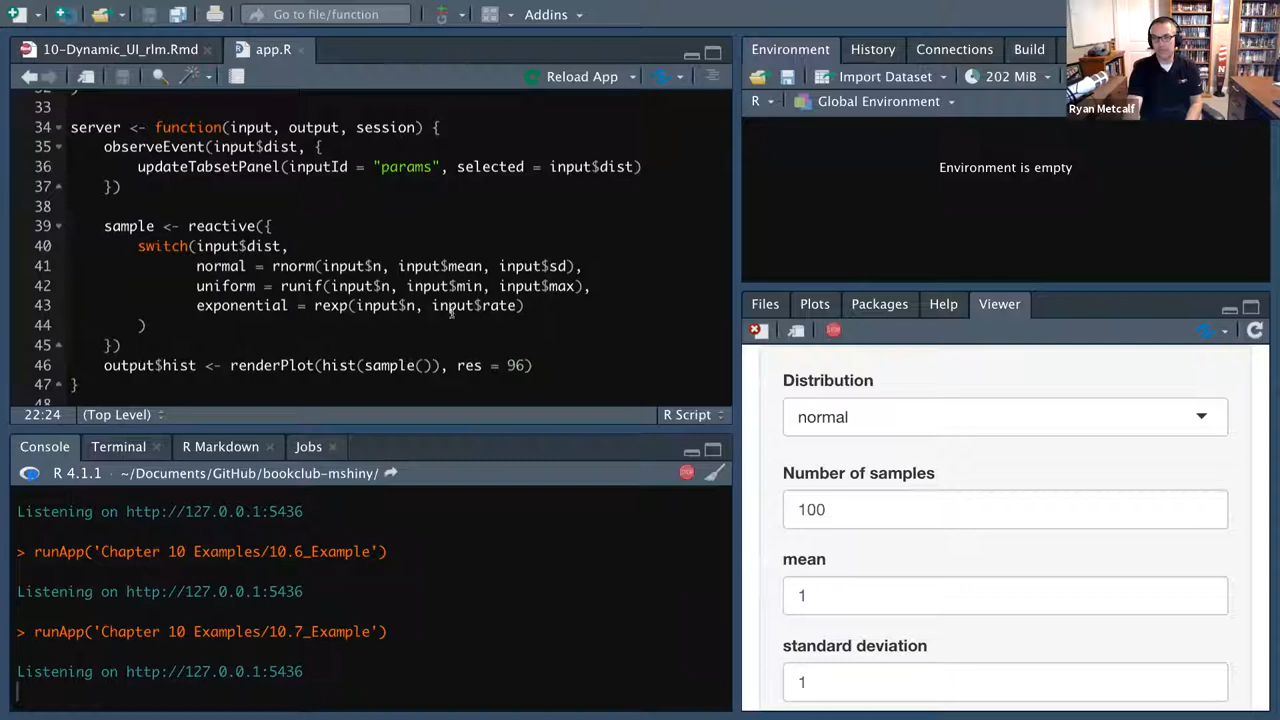 Go to file/function
Addins
10-Dynamic_UI_rlm.Rmd
app.R
Reload App
33
34 server <- function(input, output, session) {
35 observeEvent(input$dist, {
36 updateTabsetPanel(inputId = "params", selected = input$dist)
37 })
38
39 sample <- reactive({
40 switch(input$dist,
41 normal = rnorm(input$n, input$mean, input$sd),
42 uniform = runif(input$n, input$min, input$max),
43 exponential = rexp(input$n, input$rate)
44 )
45 })
46 output$hist <- renderPlot(hist(sample()), res = 96)
47 }
22:24 (Top Level) R Script
Console Terminal R Markdown Jobs
R 4.1.1 · ~/Documents/GitHub/bookclub-mshiny/
Listening on http://127.0.0.1:5436
> runApp('Chapter 10 Examples/10.6_Example')
Listening on http://127.0.0.1:5436
> runApp('Chapter 10 Examples/10.7_Example')
Listening on http://127.0.0.1:5436
Environment History Connections Build
Import Dataset 202 MiB
R Global Environment
Environment is empty
Ryan Metcalf
Files Plots Packages Help Viewer
Distribution
normal
Number of samples
100
mean
1
standard deviation
1